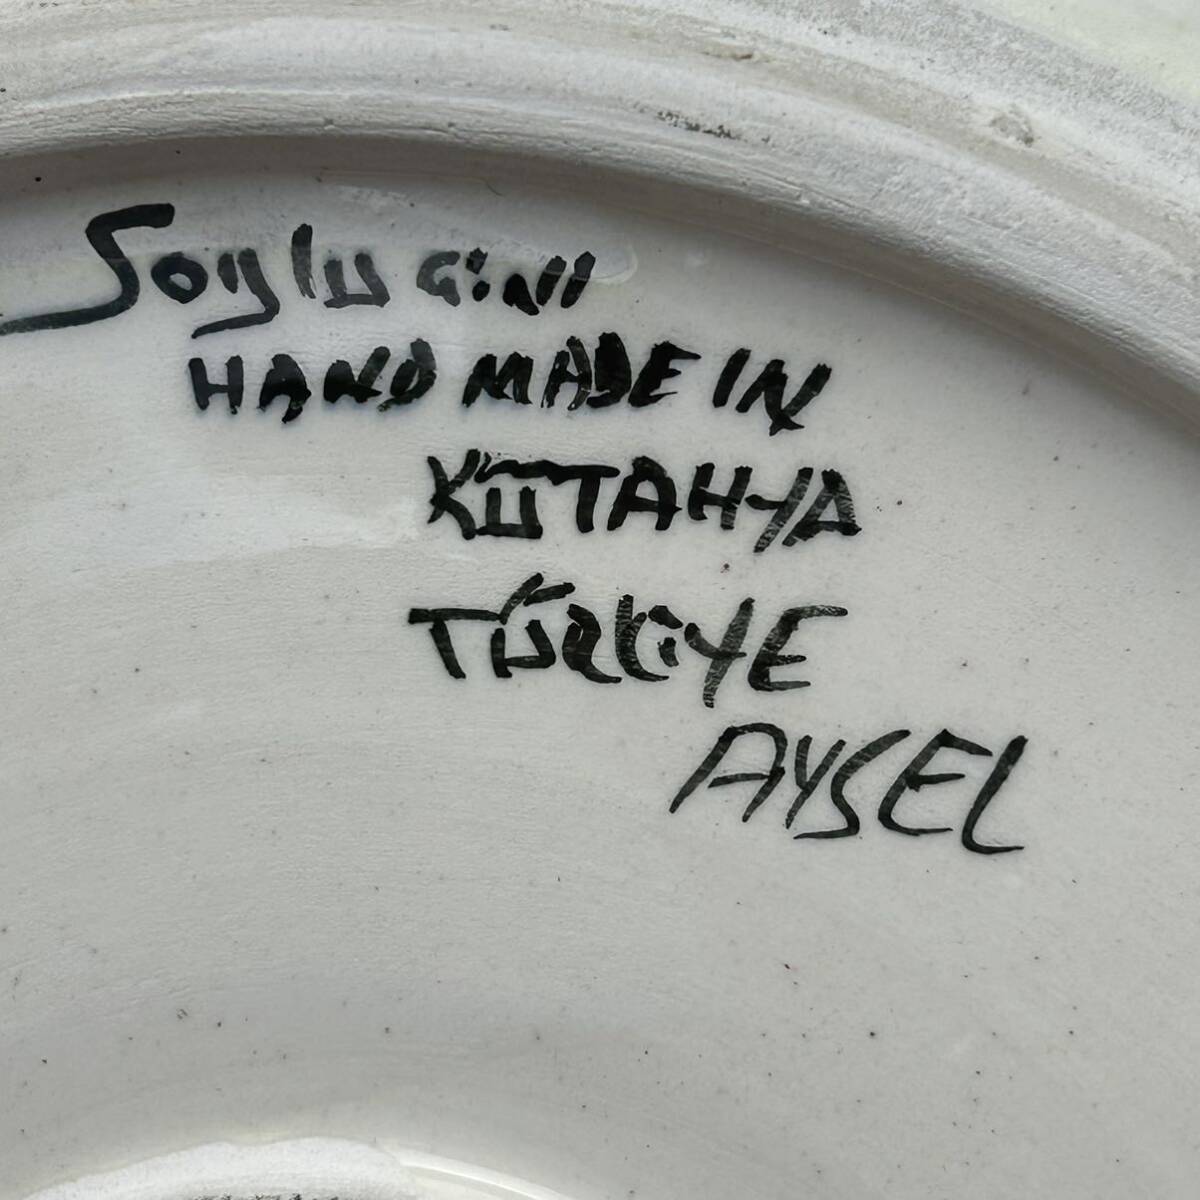 Soylu Çini
HAND MADE IN
KÜTAHYA
TÜRKİYE
AYSEL